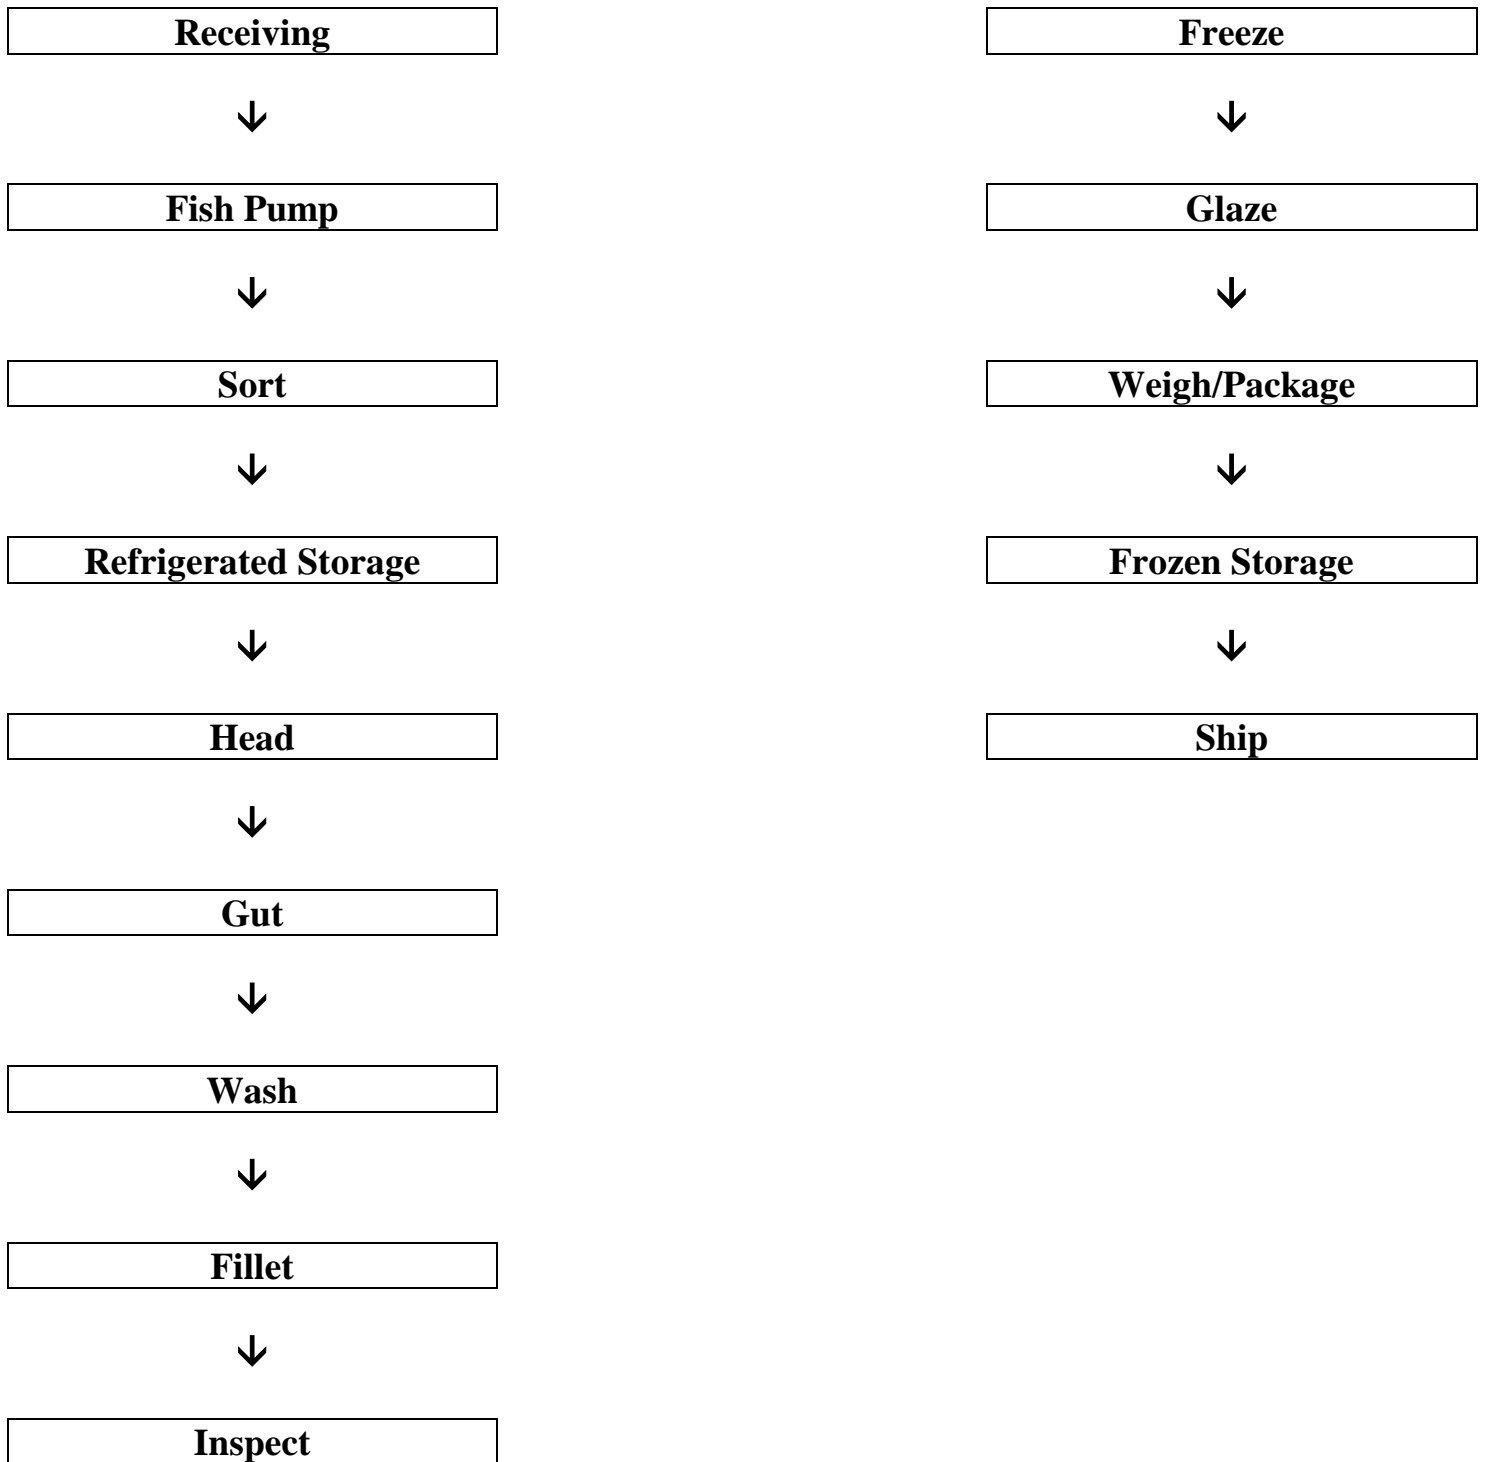 Receiving
Fish Pump
Sort
Refrigerated Storage
Head
Gut
Wash
Fillet
Inspect
Freeze
Glaze
Weigh/Package
Frozen Storage
Ship